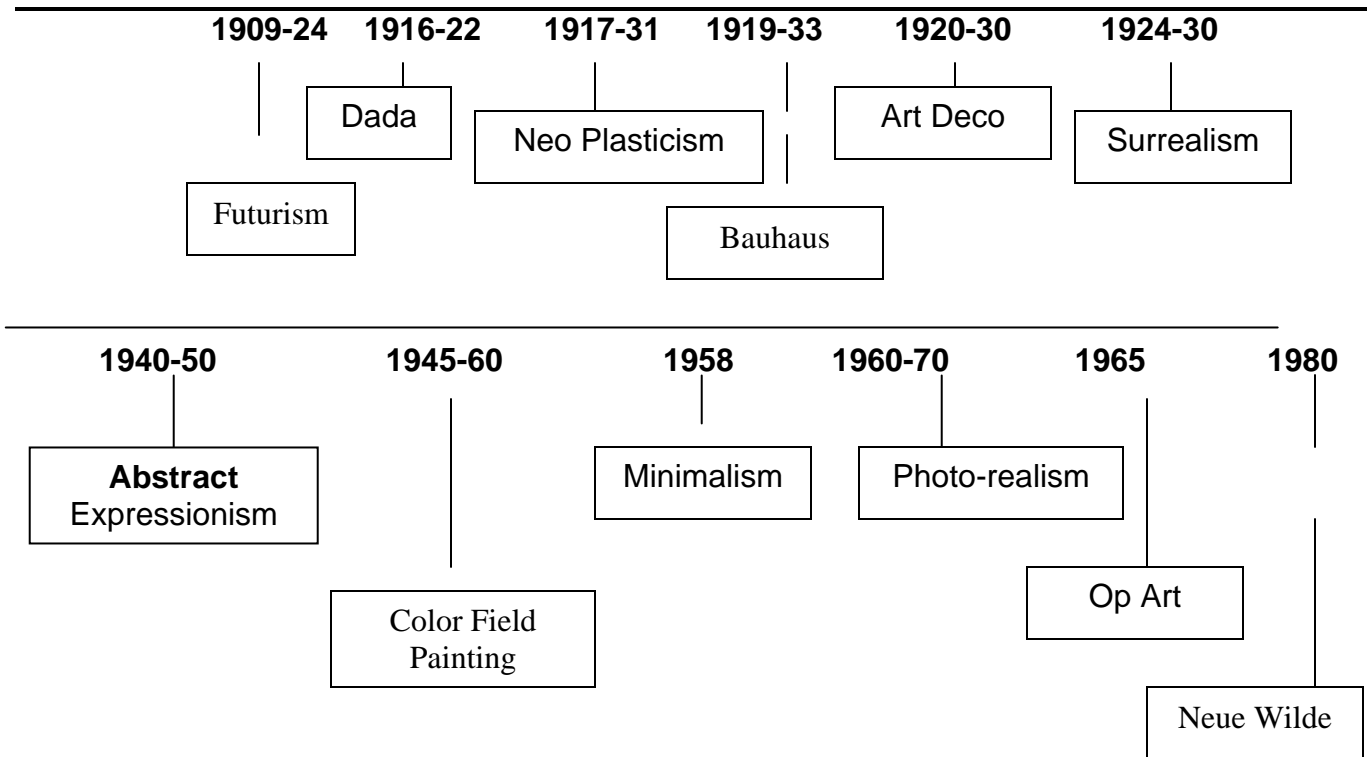 1909-24 1916-22 1917-31 1919-33 1920-30 1924-30
Dada
Neo Plasticism
Art Deco
Surrealism
Futurism
Bauhaus
1940-50 1945-60 1958 1960-70 1965 1980
Abstract
Expressionism
Minimalism
Photo-realism
Color Field
Painting
Op Art
Neue Wilde